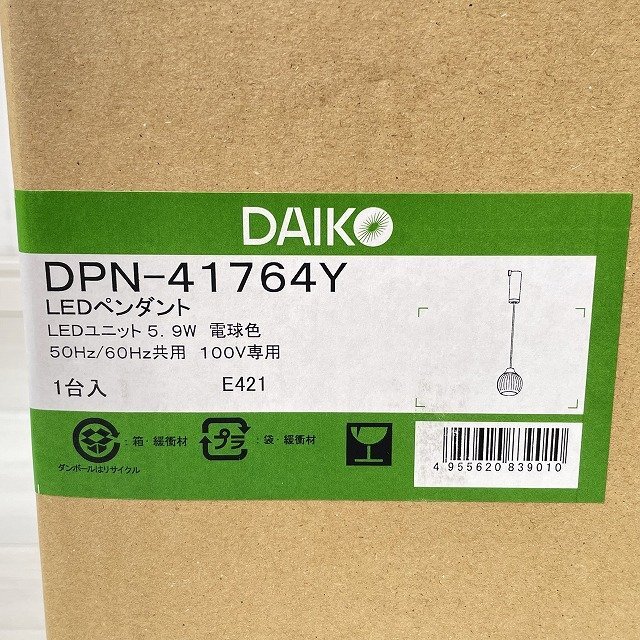 DAIKO
DPN-41764Y
LEDペンダント
LEDユニット 5.9W 電球色
50Hz/60Hz共用 100V専用
1台入 E421
:箱・緩衝材 プラ :袋・緩衝材
ダンボールはリサイクル
4 955620 839010